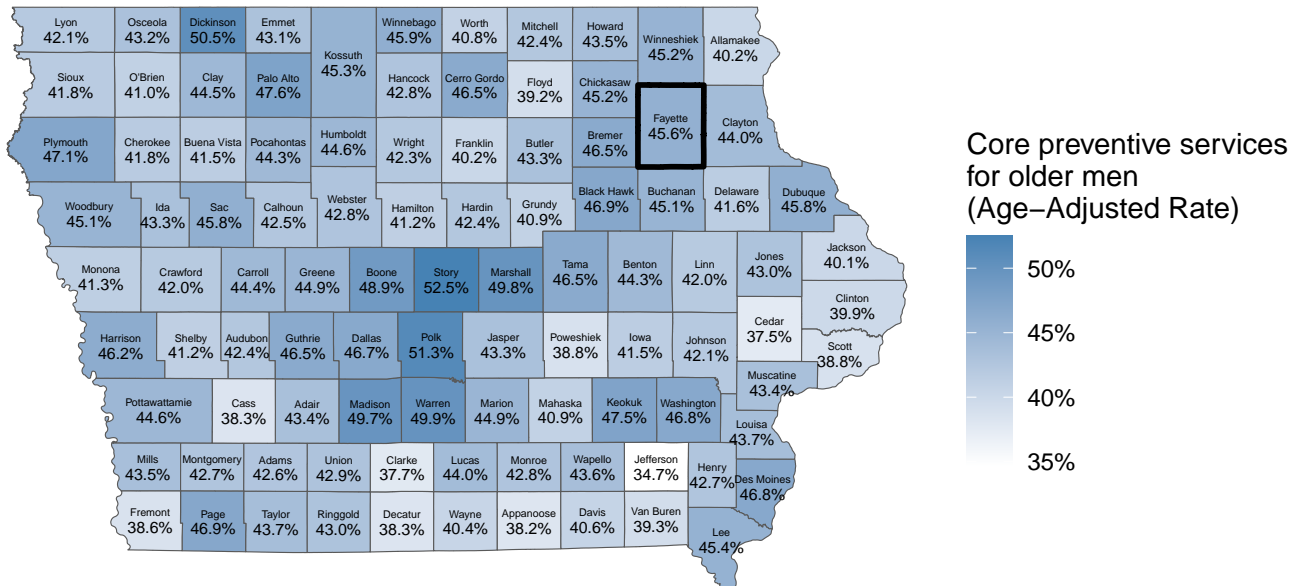 Lyon
42.1%
Osceola
43.2%
Dickinson
50.5%
Emmet
43.1%
Kossuth
45.3%
Winnebago
45.9%
Worth
40.8%
Mitchell
42.4%
Howard
43.5%
Winneshiek
45.2%
Allamakee
40.2%
Sioux
41.8%
O'Brien
41.0%
Clay
44.5%
Palo Alto
47.6%
Hancock
42.8%
Cerro Gordo
46.5%
Floyd
39.2%
Chickasaw
45.2%
Fayette
45.6%
Clayton
44.0%
Plymouth
47.1%
Cherokee
41.8%
Buena Vista
41.5%
Pocahontas
44.3%
Humboldt
44.6%
Wright
42.3%
Franklin
40.2%
Butler
43.3%
Bremer
46.5%
Woodbury
45.1%
Ida
43.3%
Sac
45.8%
Calhoun
42.5%
Webster
42.8%
Hamilton
41.2%
Hardin
42.4%
Grundy
40.9%
Black Hawk
46.9%
Buchanan
45.1%
Delaware
41.6%
Dubuque
45.8%
Monona
41.3%
Crawford
42.0%
Carroll
44.4%
Greene
44.9%
Boone
48.9%
Story
52.5%
Marshall
49.8%
Tama
46.5%
Benton
44.3%
Linn
42.0%
Jones
43.0%
Jackson
40.1%
Clinton
39.9%
Harrison
46.2%
Shelby
41.2%
Audubon
42.4%
Guthrie
46.5%
Dallas
46.7%
Polk
51.3%
Jasper
43.3%
Poweshiek
38.8%
Iowa
41.5%
Johnson
42.1%
Cedar
37.5%
Scott
38.8%
Muscatine
43.4%
Pottawattamie
44.6%
Cass
38.3%
Adair
43.4%
Madison
49.7%
Warren
49.9%
Marion
44.9%
Mahaska
40.9%
Keokuk
47.5%
Washington
46.8%
Louisa
43.7%
Mills
43.5%
Montgomery
42.7%
Adams
42.6%
Union
42.9%
Clarke
37.7%
Lucas
44.0%
Monroe
42.8%
Wapello
43.6%
Jefferson
34.7%
Henry
42.7%
Des Moines
46.8%
Fremont
38.6%
Page
46.9%
Taylor
43.7%
Ringgold
43.0%
Decatur
38.3%
Wayne
40.4%
Appanoose
38.2%
Davis
40.6%
Van Buren
39.3%
Lee
45.4%
Core preventive services
for older men
(Age−Adjusted Rate)
50%
45%
40%
35%